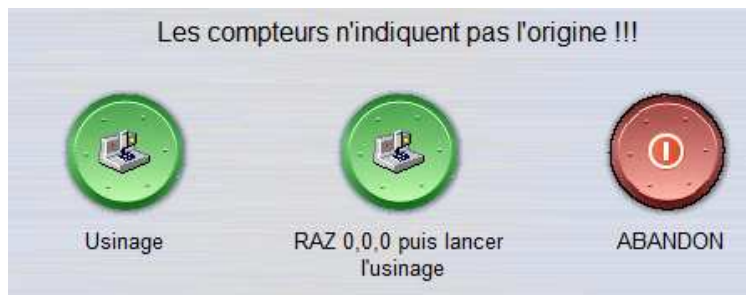 Les compteurs n'indiquent pas l'origine !!!
Usinage
RAZ 0,0,0 puis lancer
l'usinage
ABANDON